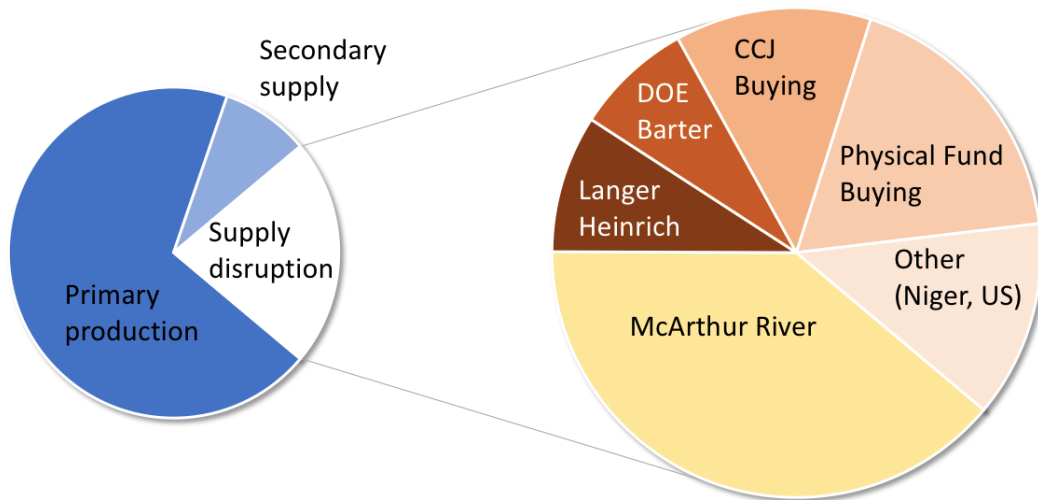 Secondary
supply
Supply
disruption
Primary
production
CCJ
Buying
DOE
Barter
Physical Fund
Buying
Langer
Heinrich
Other
(Niger, US)
McArthur River